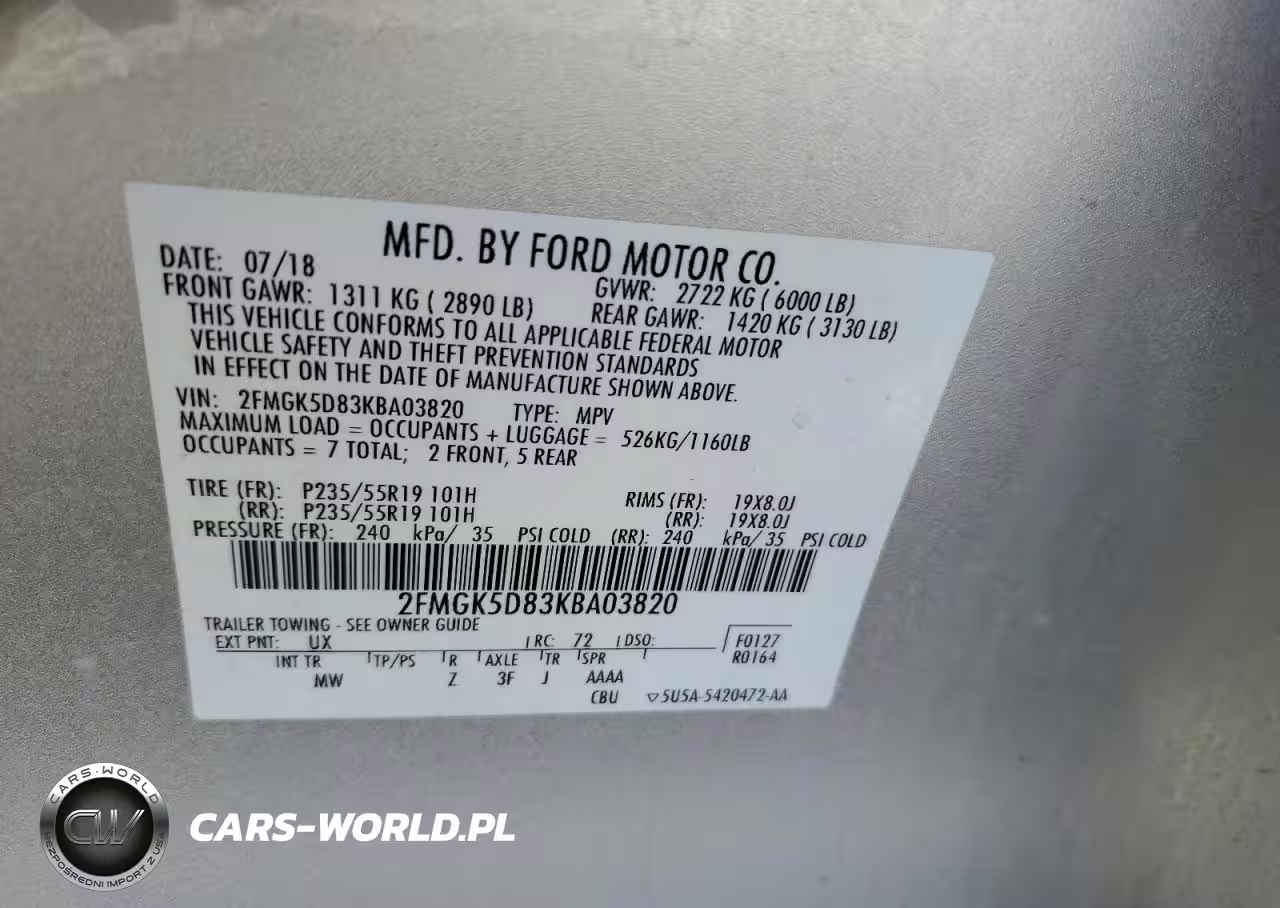 MFD. BY FORD MOTOR CO.
DATE: 07/18 GVWR: 2722 KG ( 6000 LB)
FRONT GAWR: 1311 KG ( 2890 LB) REAR GAWR: 1420 KG ( 3130 LB)
THIS VEHICLE CONFORMS TO ALL APPLICABLE FEDERAL MOTOR
VEHICLE SAFETY AND THEFT PREVENTION STANDARDS
IN EFFECT ON THE DATE OF MANUFACTURE SHOWN ABOVE.
VIN: 2FMGK5D83KBA03820 TYPE: MPV
MAXIMUM LOAD = OCCUPANTS + LUGGAGE = 526KG/1160LB
OCCUPANTS = 7 TOTAL; 2 FRONT, 5 REAR
TIRE (FR): P235/55R19 101H RIMS (FR): 19X8.0J
(RR): P235/55R19 101H (RR): 19X8.0J
PRESSURE (FR): 240 kPa/ 35 PSI COLD (RR): 240 kPa/ 35 PSI COLD
2FMGK5D83KBA03820
TRAILER TOWING - SEE OWNER GUIDE
EXT PNT: UX RC: 72 DSO: F0127
R0164
INT TR TP/PS R AXLE TR SPR
MW Z 3F J AAAA
CBU ▽5U5A-5420472-AA
CARS-WORLD
CW
BEZPOŚREDNI IMPORT Z USA
CARS-WORLD.PL